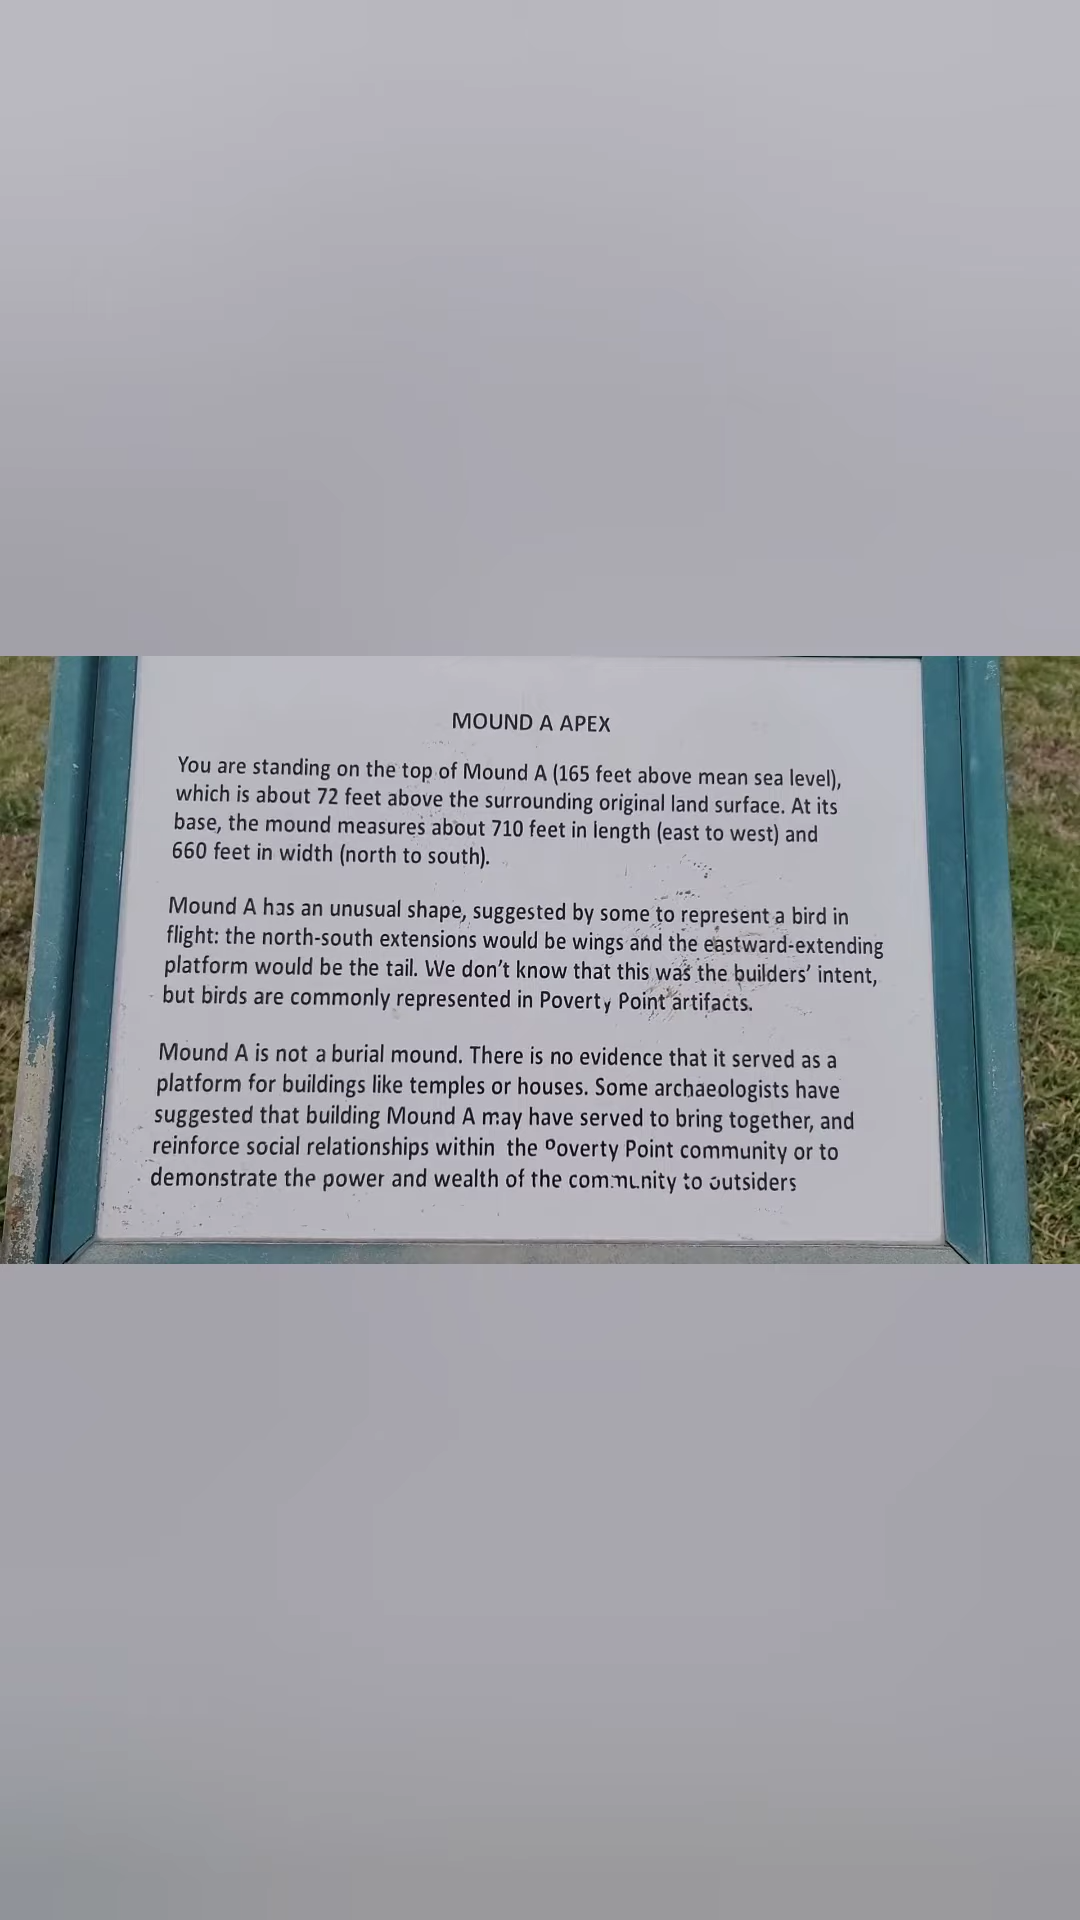 MOUND A APEX
You are standing on the top of Mound A (165 feet above mean sea level),
which is about 72 feet above the surrounding original land surface. At its
base, the mound measures about 710 feet in length (east to west) and
660 feet in width (north to south).
Mound A has an unusual shape, suggested by some to represent a bird in
flight: the north-south extensions would be wings and the eastward-extending
platform would be the tail. We don't know that this was the builders' intent,
but birds are commonly represented in Poverty Point artifacts.
Mound A is not a burial mound. There is no evidence that it served as a
platform for buildings like temples or houses. Some archaeologists have
suggested that building Mound A may have served to bring together, and
reinforce social relationships within the Poverty Point community or to
demonstrate the power and wealth of the community to outsiders